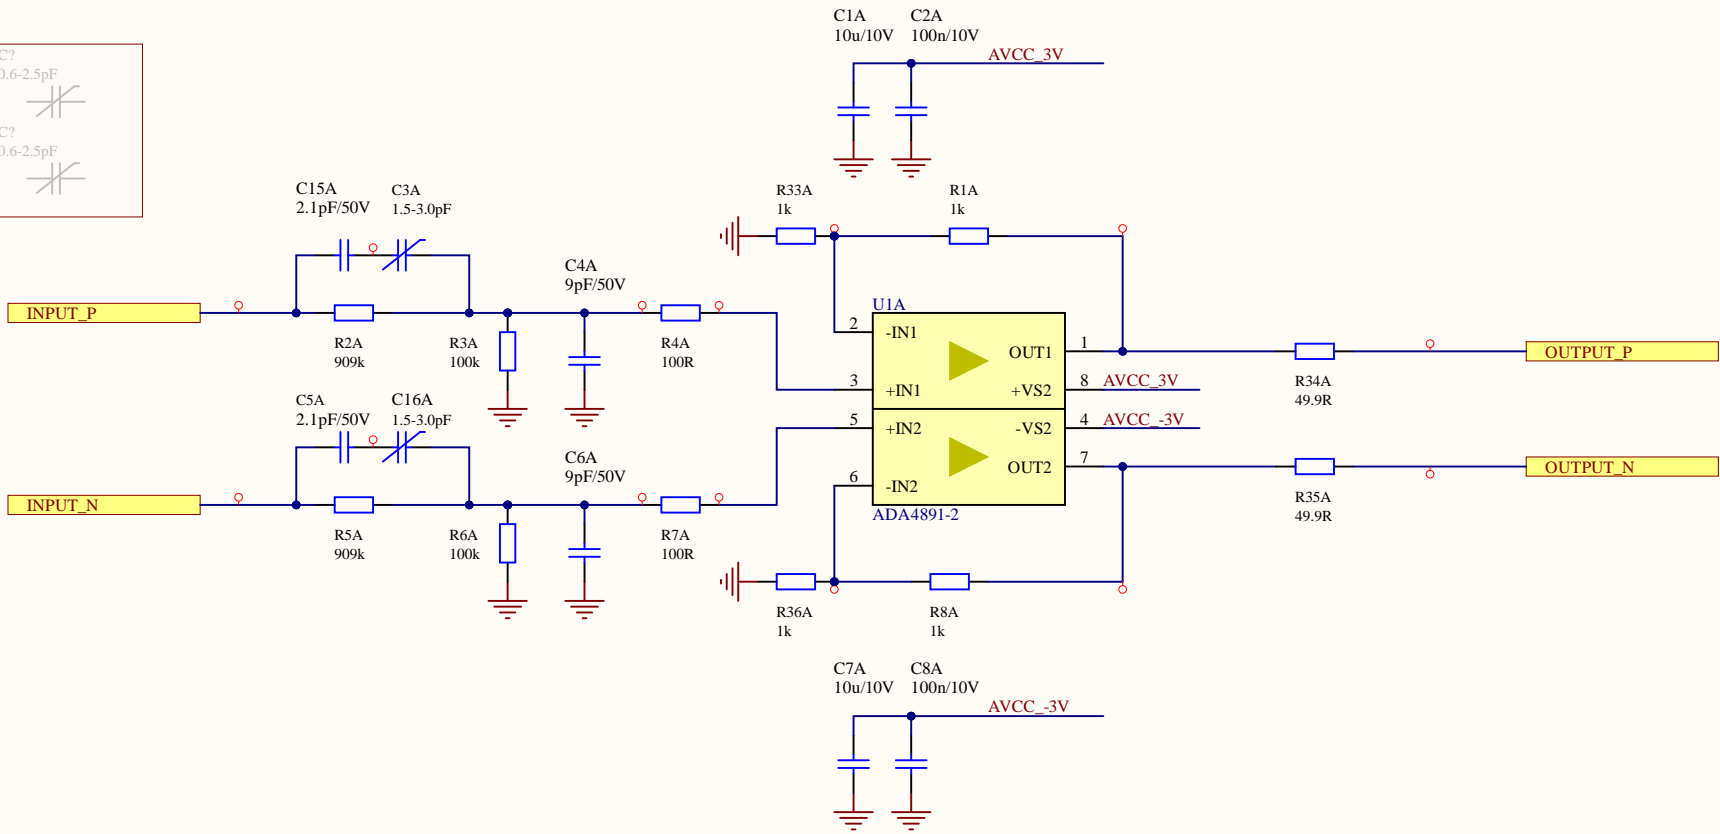 C1A
10u/10V
C2A
100n/10V
AVCC_3V
C?
0.6-2.5pF
C?
0.6-2.5pF
C15A
2.1pF/50V
C3A
1.5-3.0pF
R33A
1k
R1A
1k
C4A
9pF/50V
INPUT_P
R2A
909k
R3A
100k
R4A
100R
U1A
2
-IN1
OUT1
1
3
+IN1
+VS2
8
AVCC_3V
5
+IN2
-VS2
4
AVCC_-3V
OUT2
7
6
-IN2
ADA4891-2
OUTPUT_P
R34A
49.9R
OUTPUT_N
R35A
49.9R
C5A
2.1pF/50V
C16A
1.5-3.0pF
C6A
9pF/50V
INPUT_N
R5A
909k
R6A
100k
R7A
100R
R36A
1k
R8A
1k
C7A
10u/10V
C8A
100n/10V
AVCC_-3V